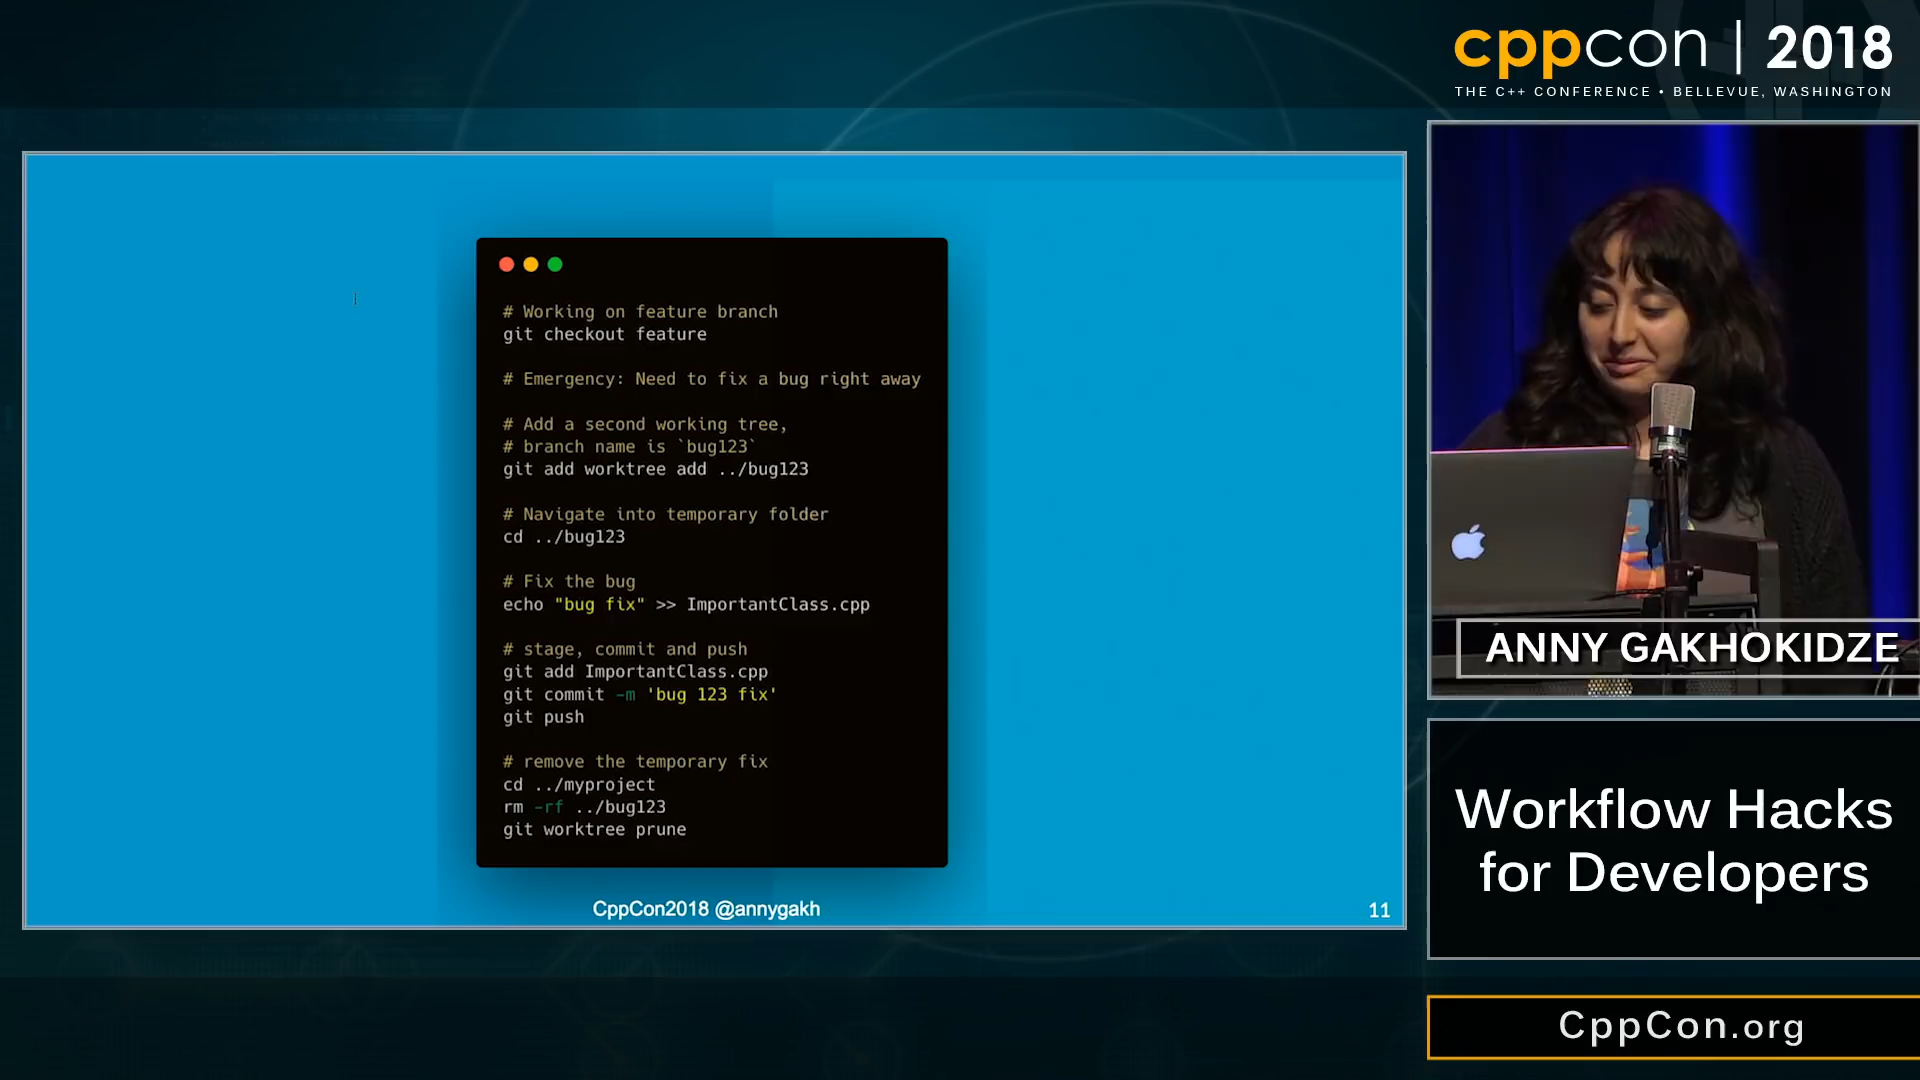 cppcon | 2018
THE C++ CONFERENCE • BELLEVUE, WASHINGTON
# Working on feature branch
git checkout feature
# Emergency: Need to fix a bug right away
# Add a second working tree,
# branch name is `bug123`
git add worktree add ../bug123
# Navigate into temporary folder
cd ../bug123
# Fix the bug
echo "bug fix" >> ImportantClass.cpp
# stage, commit and push
git add ImportantClass.cpp
git commit -m 'bug 123 fix'
git push
# remove the temporary fix
cd ../myproject
rm -rf ../bug123
git worktree prune
CppCon2018 @annygakh
11
ANNY GAKHOKIDZE
Workflow Hacks
for Developers
CppCon.org